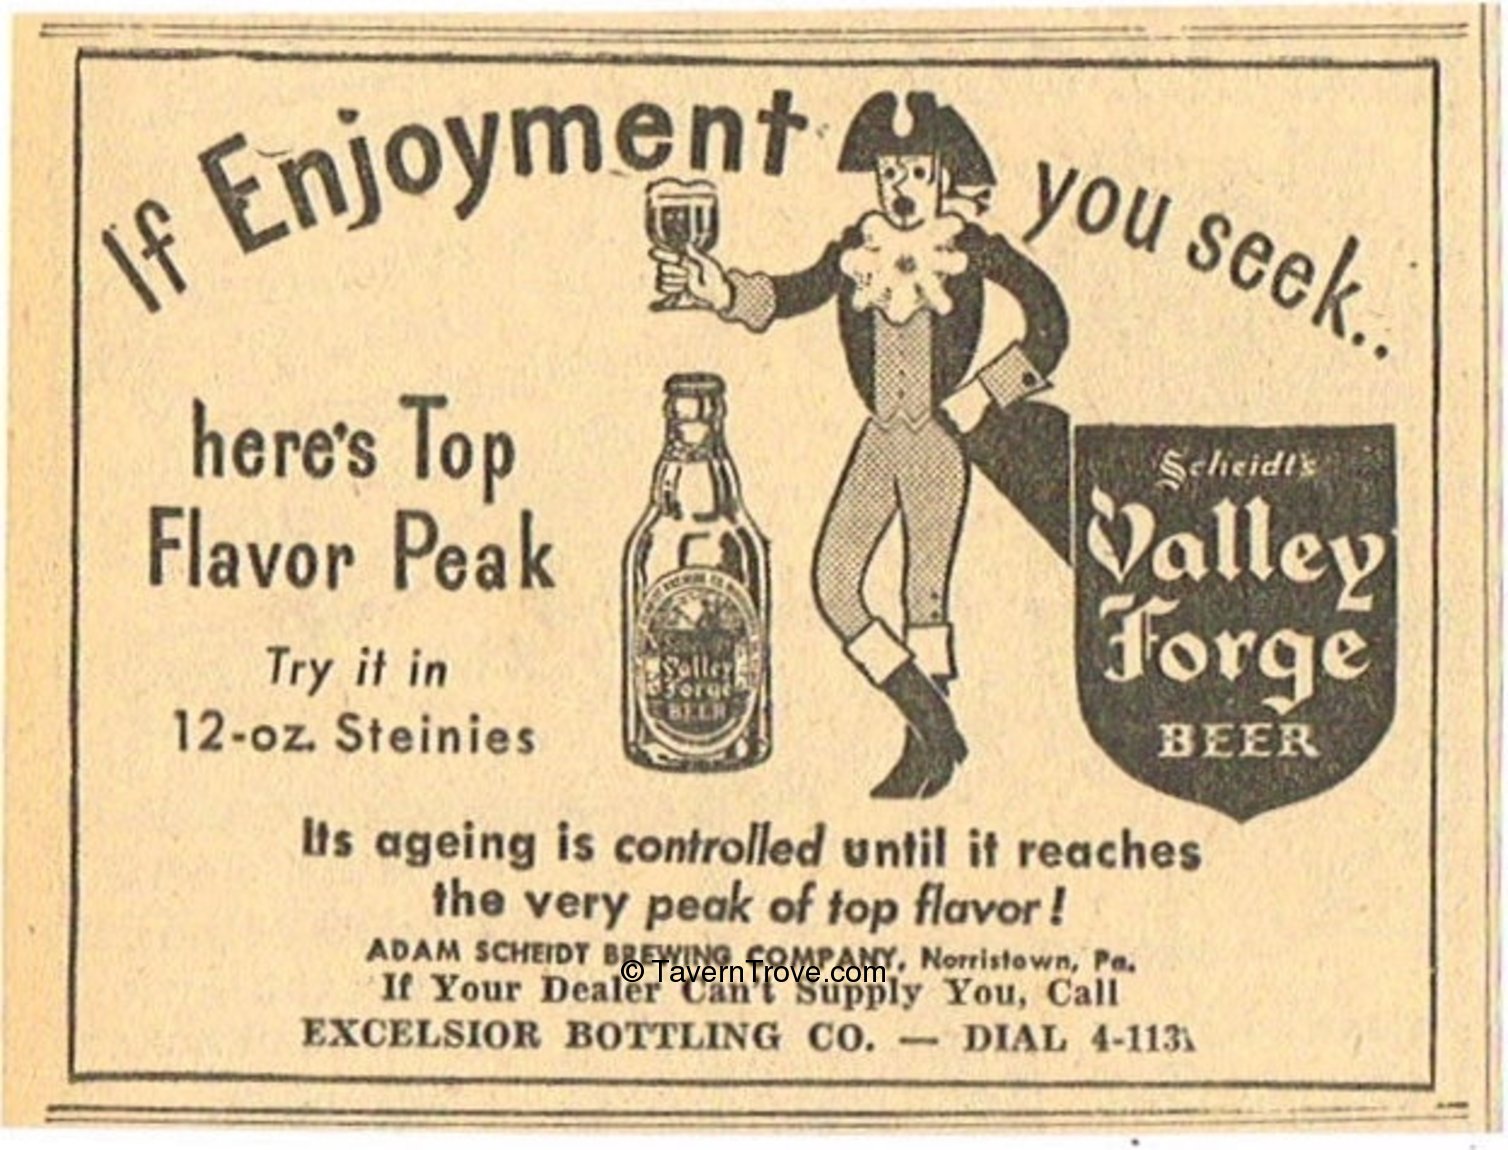 If Enjoyment you seek..
here's Top
Flavor Peak
Try it in
12-oz. Steinies
Valley
Forge
BEER
Scheidt's
Valley
Forge
BEER
Its ageing is controlled until it reaches
the very peak of top flavor!
ADAM SCHEIDT BREWING COMPANY, Norristown, Pa.
© TavernTrove.com
If Your Dealer Can't Supply You, Call
EXCELSIOR BOTTLING CO. — DIAL 4-113